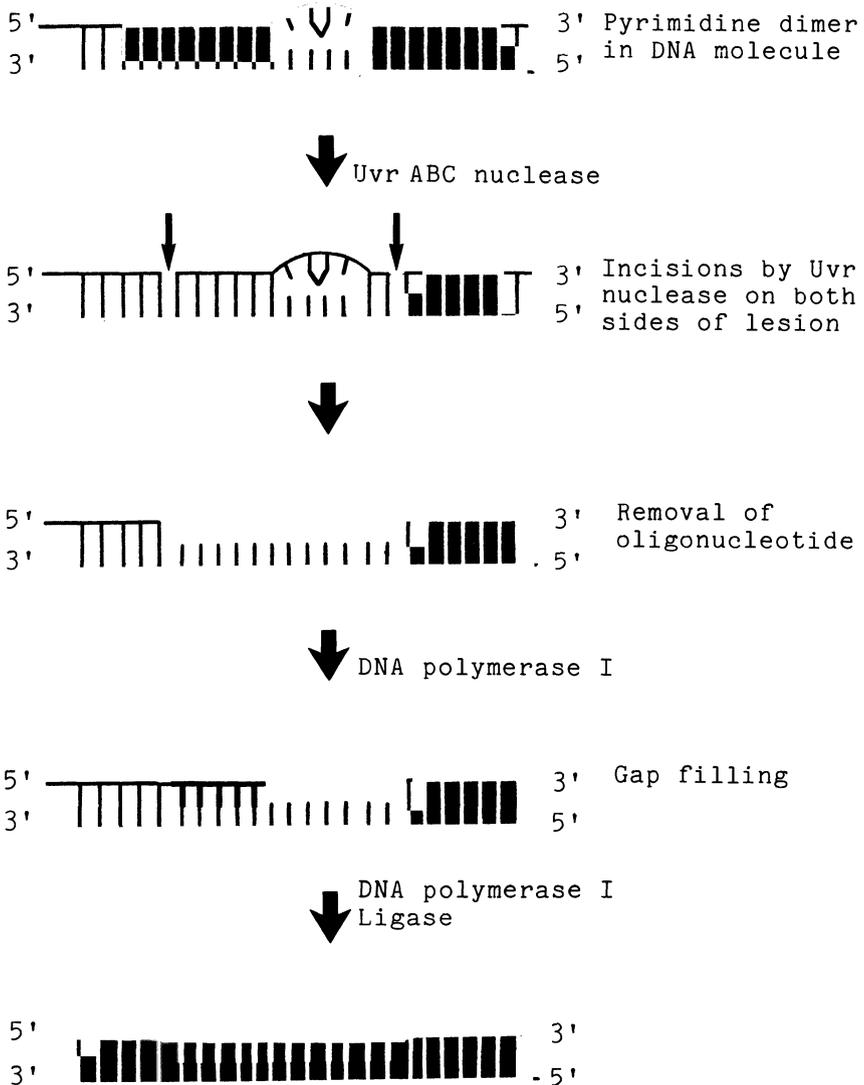 5' 3' Pyrimidine dimer
3' 5' in DNA molecule
Uvr ABC nuclease
5' 3' Incisions by Uvr
nuclease on both
3' 5' sides of lesion
5' 3' Removal of
3' 5' oligonucleotide
DNA polymerase I
5' 3' Gap filling
3' 5'
DNA polymerase I
Ligase
5' 3'
3' 5'